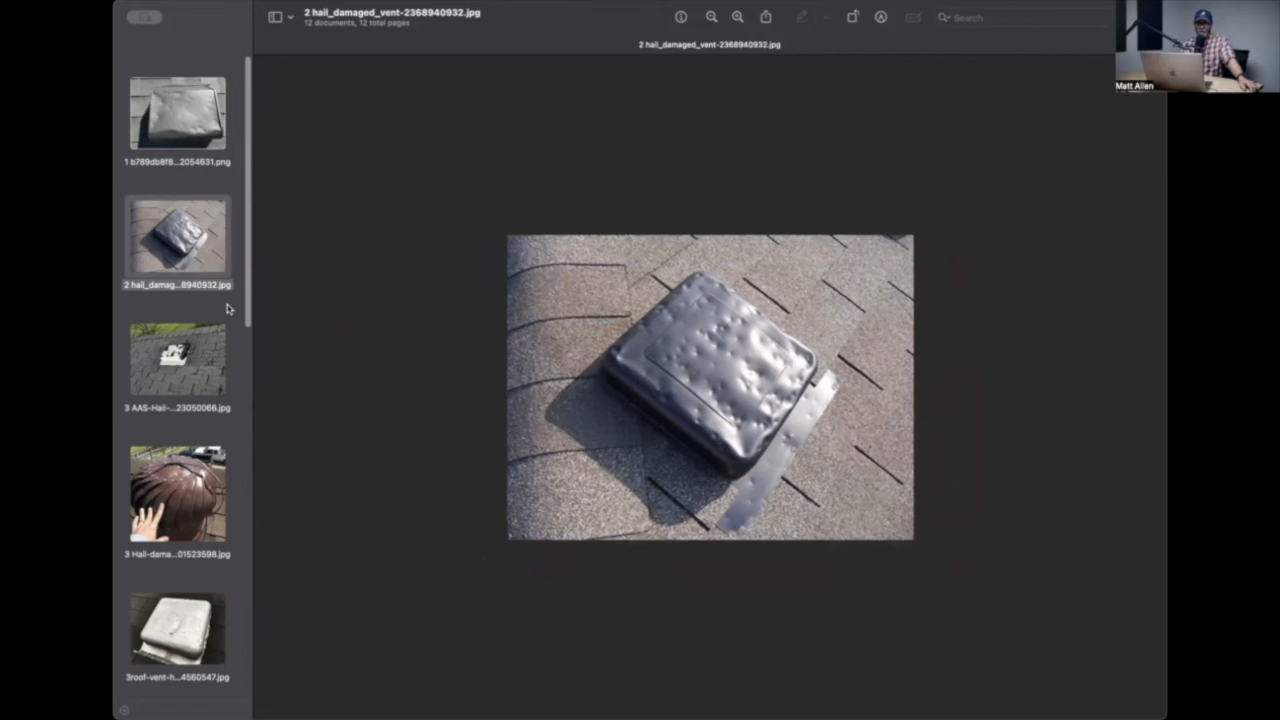 2 hail_damaged_vent-2368940932.jpg
12 documents, 12 total pages
Search
2 hail_damaged_vent-2368940932.jpg
Matt Allen
1 b789db8f8...2054631.png
2 hail_damag...8940932.jpg
3 AAS-Hail-...23050066.jpg
3 Hail-dama...01523598.jpg
3roof-vent-h...4560547.jpg